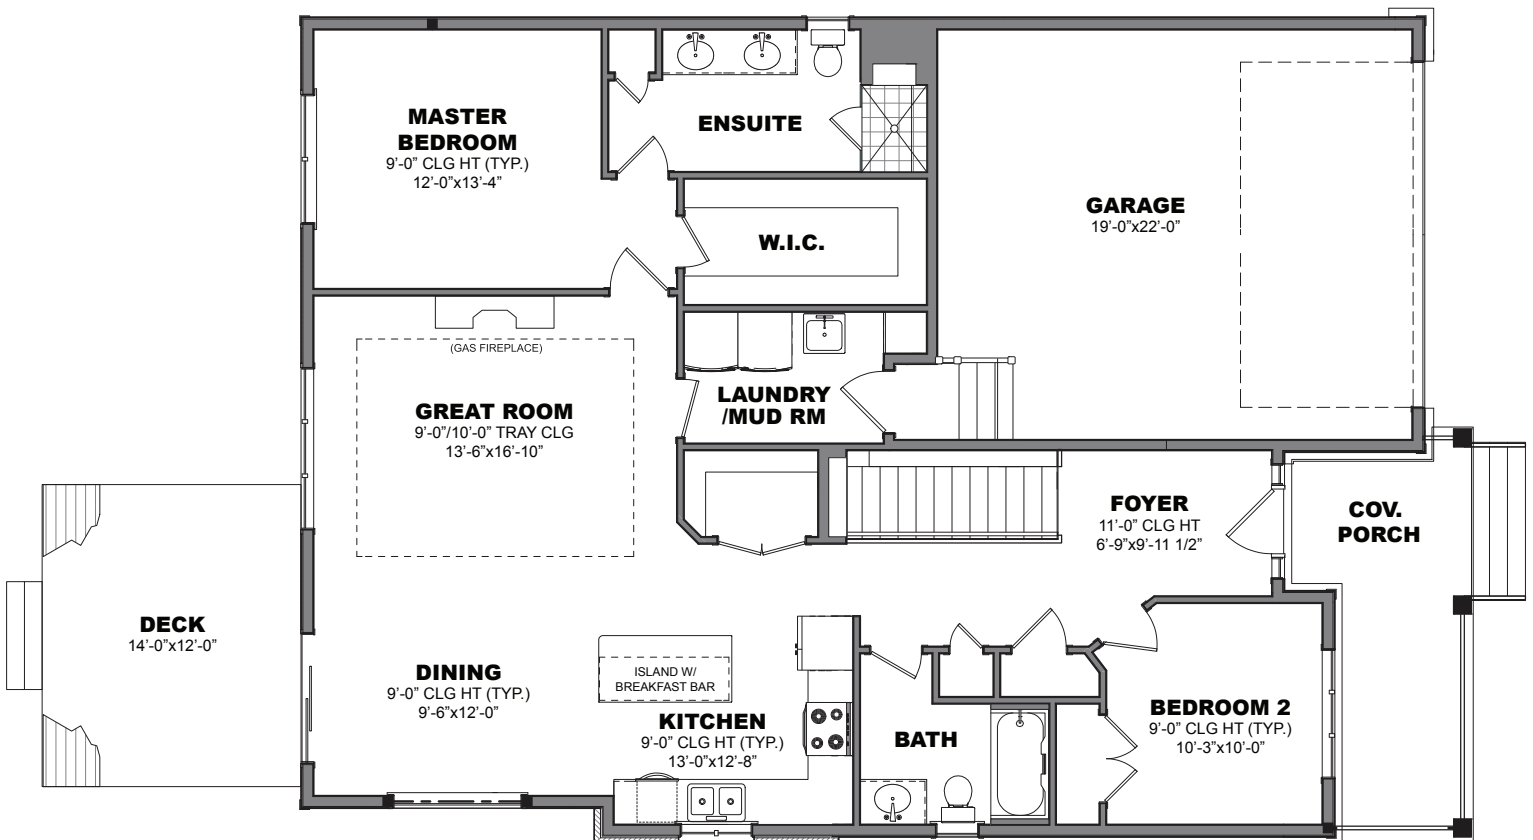 MASTER
BEDROOM
9'-0” CLG HT (TYP.)
12'-0”x13'-4”
ENSUITE
W.I.C.
GARAGE
19'-0”x22'-0”
(GAS FIREPLACE)
GREAT ROOM
9'-0”/10'-0” TRAY CLG
13'-6”x16'-10”
LAUNDRY
/MUD RM
FOYER
11'-0” CLG HT
6'-9”x9'-11 1/2”
COV.
PORCH
DECK
14'-0”x12'-0”
DINING
9'-0” CLG HT (TYP.)
9'-6”x12'-0”
ISLAND W/
BREAKFAST BAR
KITCHEN
9'-0” CLG HT (TYP.)
13'-0”x12'-8”
BATH
BEDROOM 2
9'-0” CLG HT (TYP.)
10'-3”x10'-0”